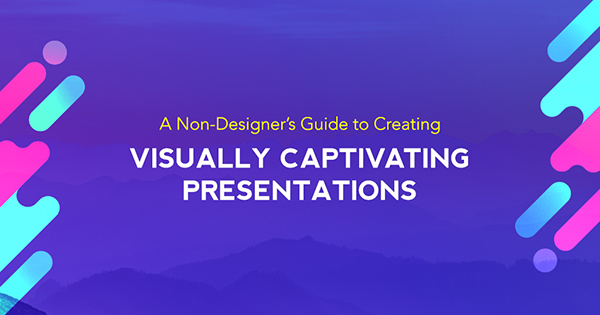 A Non-Designer’s Guide to Creating
VISUALLY CAPTIVATING
PRESENTATIONS